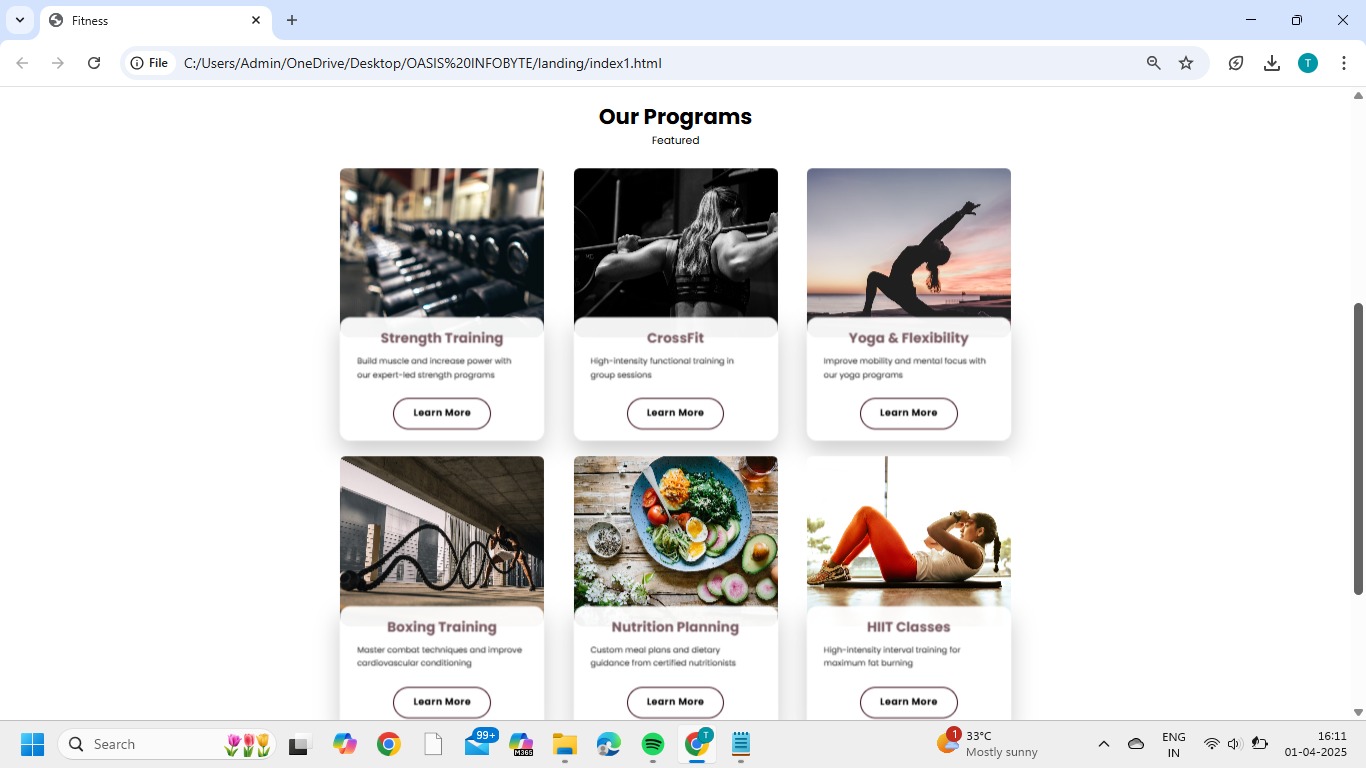 Fitness
File
C:/Users/Admin/OneDrive/Desktop/OASIS%20INFOBYTE/landing/index1.html
T
Our Programs
Featured
Strength Training
Build muscle and increase power with
our expert-led strength programs
Learn More
CrossFit
High-intensity functional training in
group sessions
Learn More
Yoga & Flexibility
Improve mobility and mental focus with
our yoga programs
Learn More
Boxing Training
Master combat techniques and improve
cardiovascular conditioning
Learn More
Nutrition Planning
Custom meal plans and dietary
guidance from certified nutritionists
Learn More
HIIT Classes
High-intensity interval training for
maximum fat burning
Learn More
Search
99+
M365
T
1
33°C
Mostly sunny
ENG
IN
16:11
01-04-2025